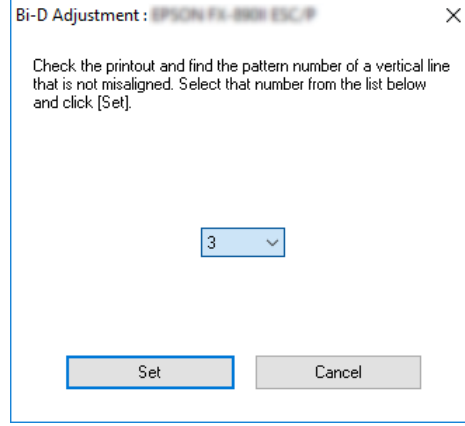 Bi-D Adjustment :
Check the printout and find the pattern number of a vertical line
that is not misaligned. Select that number from the list below
and click [Set].
3
Set
Cancel